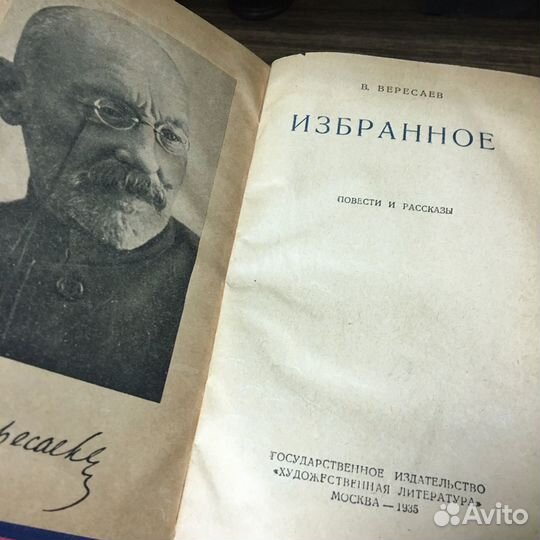 В. ВЕРЕСАЕВ
ИЗБРАННОЕ
ПОВЕСТИ И РАССКАЗЫ
ГОСУДАРСТВЕННОЕ ИЗДАТЕЛЬСТВО
«ХУДОЖЕСТВЕННАЯ ЛИТЕРАТУРА»
МОСКВА — 1935
Avito